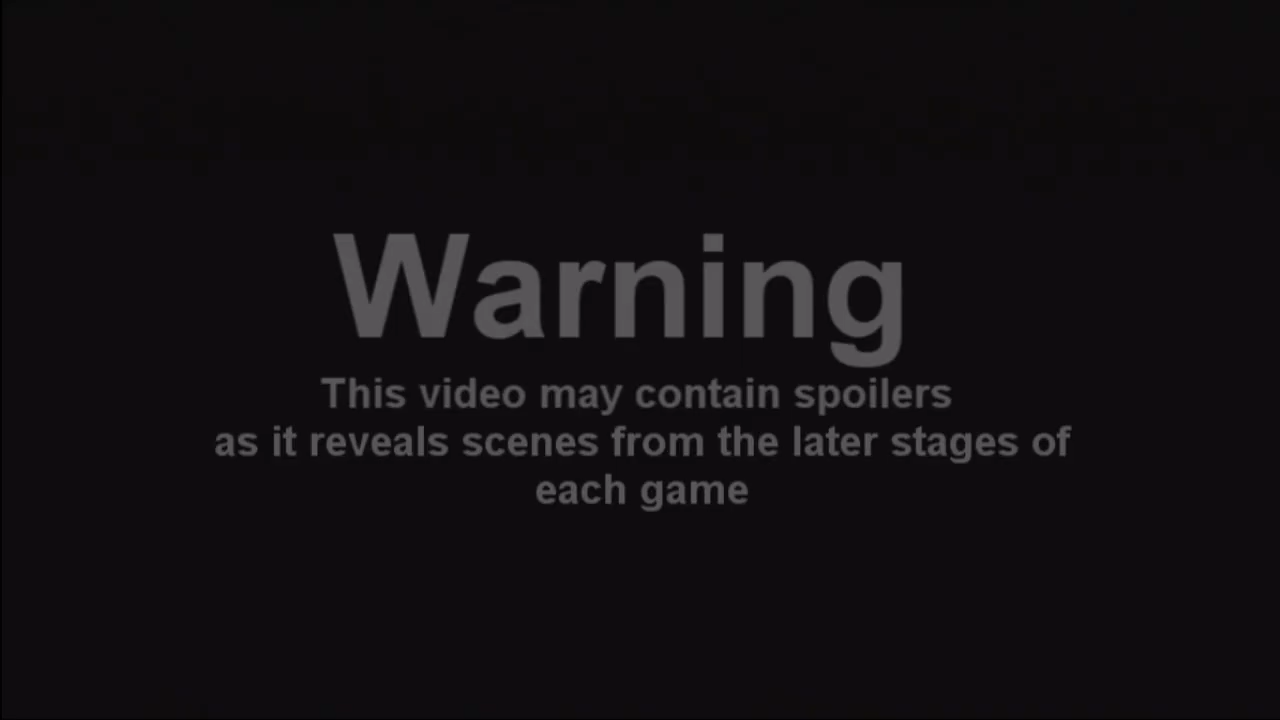 Warning
This video may contain spoilers
as it reveals scenes from the later stages of
each game